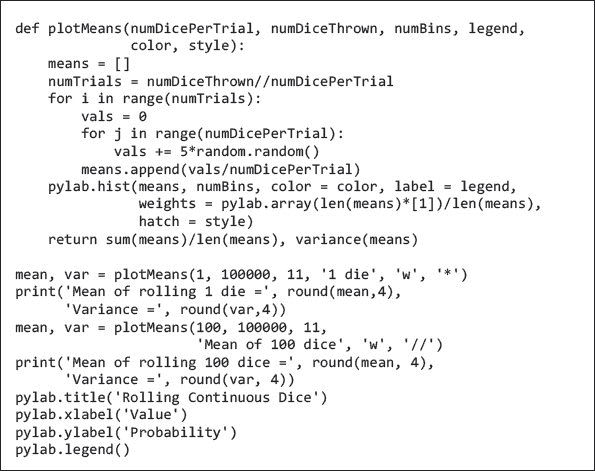 def plotMeans(numDicePerTrial, numDiceThrown, numBins, legend,
              color, style):
    means = []
    numTrials = numDiceThrown//numDicePerTrial
    for i in range(numTrials):
        vals = 0
        for j in range(numDicePerTrial):
            vals += 5*random.random()
        means.append(vals/numDicePerTrial)
    pylab.hist(means, numBins, color = color, label = legend,
               weights = pylab.array(len(means)*[1])/len(means),
               hatch = style)
    return sum(means)/len(means), variance(means)

mean, var = plotMeans(1, 100000, 11, '1 die', 'w', '*')
print('Mean of rolling 1 die =', round(mean,4),
      'Variance =', round(var,4))
mean, var = plotMeans(100, 100000, 11,
                      'Mean of 100 dice', 'w', '//')
print('Mean of rolling 100 dice =', round(mean, 4),
      'Variance =', round(var, 4))
pylab.title('Rolling Continuous Dice')
pylab.xlabel('Value')
pylab.ylabel('Probability')
pylab.legend()